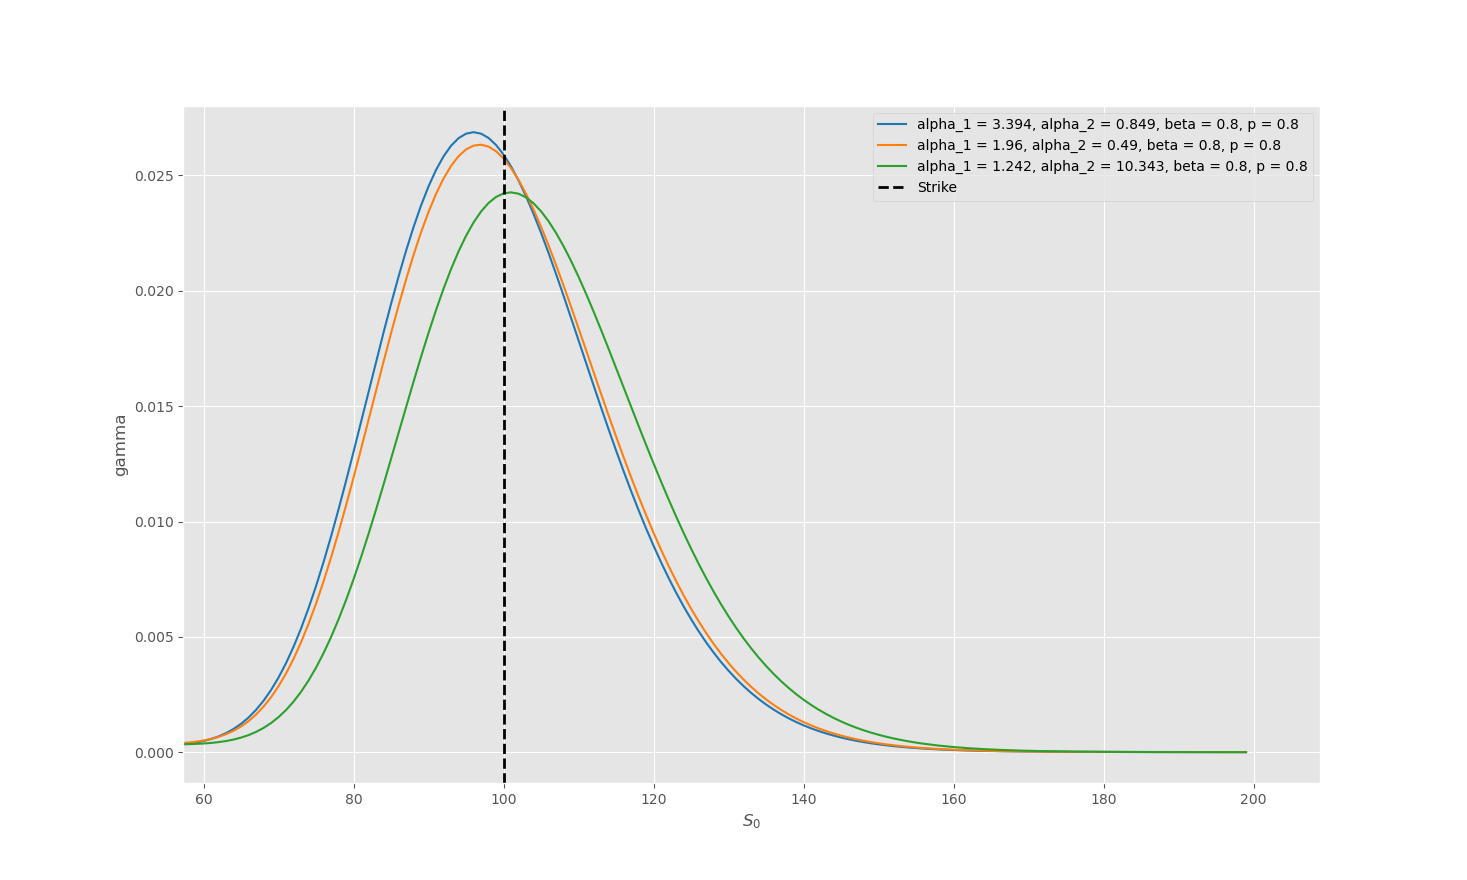 alpha_1 = 3.394, alpha_2 = 0.849, beta = 0.8, p = 0.8
alpha_1 = 1.96, alpha_2 = 0.49, beta = 0.8, p = 0.8
alpha_1 = 1.242, alpha_2 = 10.343, beta = 0.8, p = 0.8
Strike
0.025
0.020
0.015
0.010
0.005
0.000
gamma
60 80 100 120 140 160 180 200
S_0